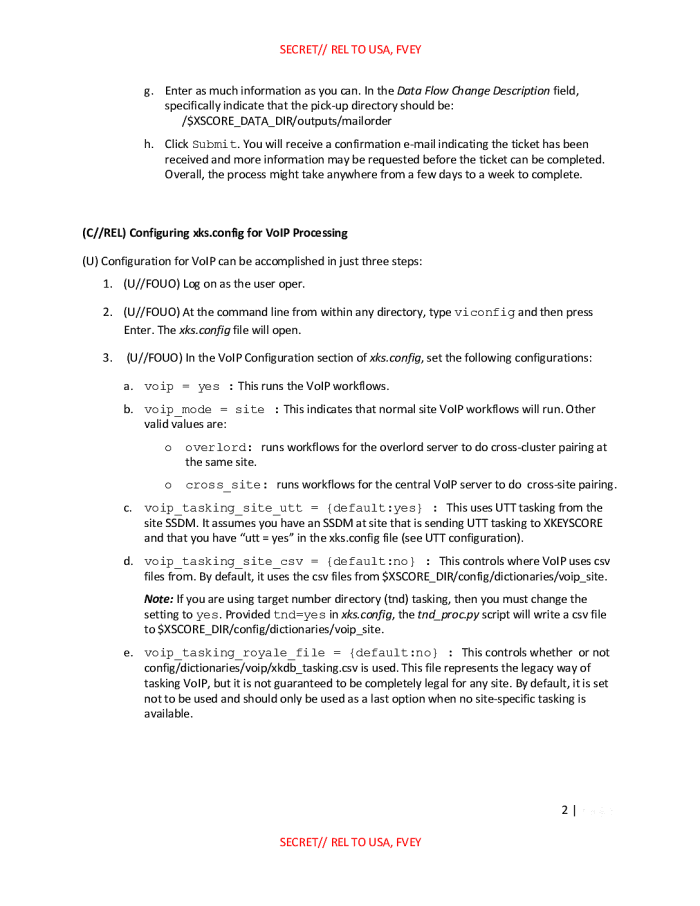 SECRET// REL TO USA, FVEY
g. Enter as much information as you can. In the Data Flow Change Description field,
specifically indicate that the pick-up directory should be:
/$XSCORE_DATA_DIR/outputs/mailorder
h. Click Submit. You will receive a confirmation e-mail indicating the ticket has been
received and more information may be requested before the ticket can be completed.
Overall, the process might take anywhere from a few days to a week to complete.
(C//REL) Configuring xks.config for VoIP Processing
(U) Configuration for VoIP can be accomplished in just three steps:
1. (U//FOUO) Log on as the user oper.
2. (U//FOUO) At the command line from within any directory, type viconfig and then press
Enter. The xks.config file will open.
3. (U//FOUO) In the VoIP Configuration section of xks.config, set the following configurations:
a. voip = yes : This runs the VoIP workflows.
b. voip_mode = site : This indicates that normal site VoIP workflows will run. Other
valid values are:
o overlord: runs workflows for the overlord server to do cross-cluster pairing at
the same site.
o cross_site: runs workflows for the central VoIP server to do cross-site pairing.
c. voip_tasking_site_utt = {default:yes} : This uses UTT tasking from the
site SSDM. It assumes you have an SSDM at site that is sending UTT tasking to XKEYSCORE
and that you have “utt = yes” in the xks.config file (see UTT configuration).
d. voip_tasking_site_csv = {default:no} : This controls where VoIP uses csv
files from. By default, it uses the csv files from $XSCORE_DIR/config/dictionaries/voip_site.
Note: If you are using target number directory (tnd) tasking, then you must change the
setting to yes. Provided tnd=yes in xks.config, the tnd_proc.py script will write a csv file
to $XSCORE_DIR/config/dictionaries/voip_site.
e. voip_tasking_royale_file = {default:no} : This controls whether or not
config/dictionaries/voip/xkdb_tasking.csv is used. This file represents the legacy way of
tasking VoIP, but it is not guaranteed to be completely legal for any site. By default, it is set
not to be used and should only be used as a last option when no site-specific tasking is
available.
2 |
SECRET// REL TO USA, FVEY